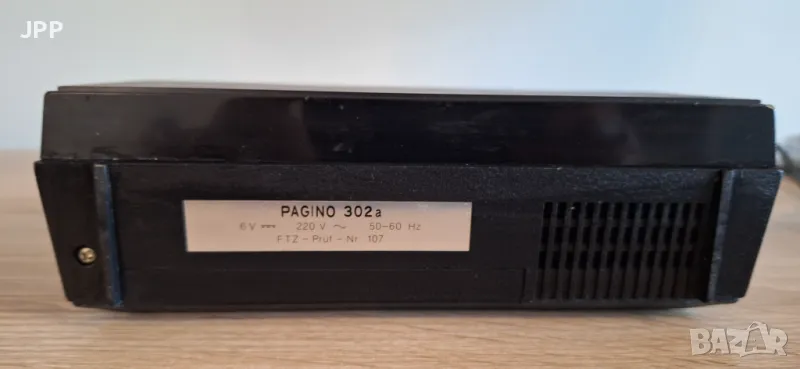 JPP
PAGINO 302a
6V ⎓ 220 V ~ 50-60 Hz
FTZ - Prüf - Nr 107
BAZAR